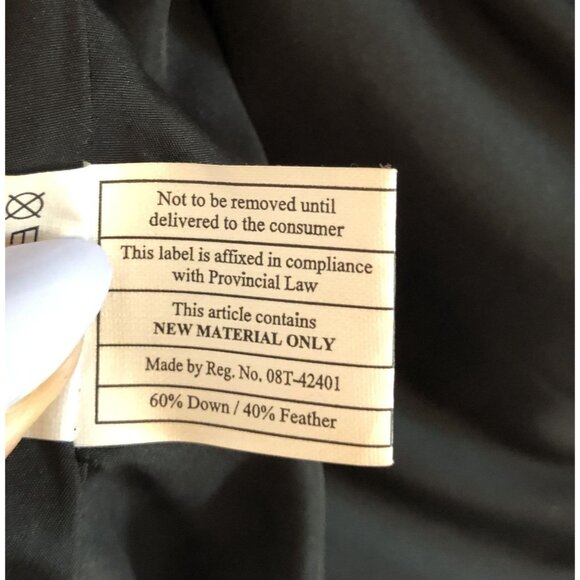 Not to be removed until
delivered to the consumer
This label is affixed in compliance
with Provincial Law
This article contains
NEW MATERIAL ONLY
Made by Reg. No. 08T-42401
60% Down / 40% Feather